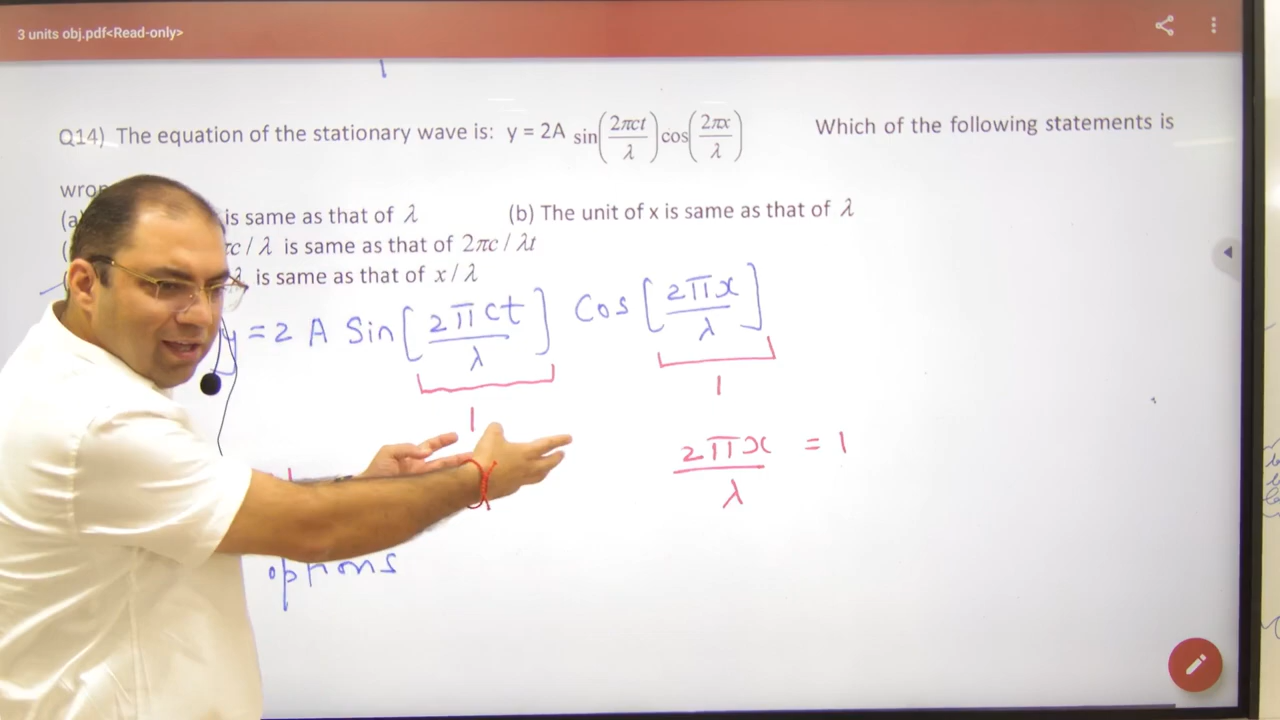 3 units obj.pdf<Read-only>
Q14) The equation of the stationary wave is: y = 2A sin(2πct/λ) cos(2πx/λ) Which of the following statements is
is same as that of λ (b) The unit of x is same as that of λ
c / λ is same as that of 2πc / λt
is same as that of x / λ
y = 2 A Sin[2πct/λ] Cos[2πx/λ]
1 1
2πx/λ = 1
options